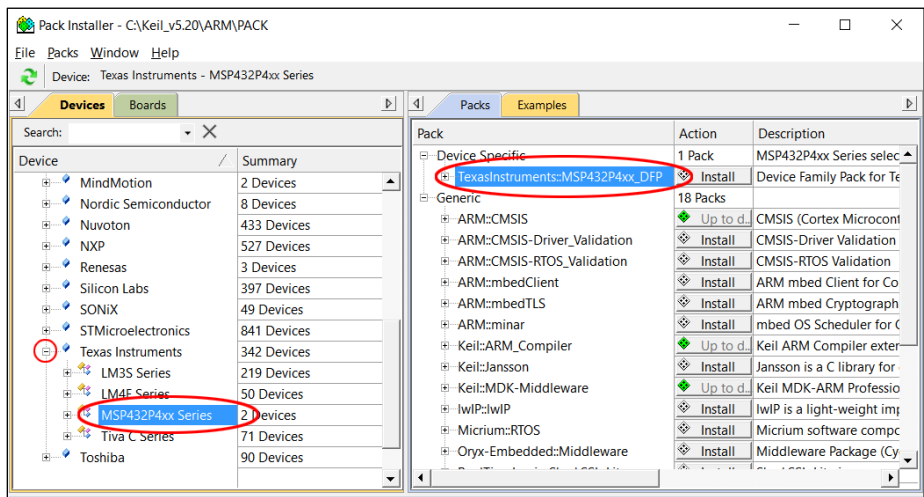 Pack Installer - C:\Keil_v5.20\ARM\PACK
File Packs Window Help
Device: Texas Instruments - MSP432P4xx Series
Devices Boards
Search:
Device Summary
MindMotion 2 Devices
Nordic Semiconductor 8 Devices
Nuvoton 433 Devices
NXP 527 Devices
Renesas 3 Devices
Silicon Labs 397 Devices
SONiX 49 Devices
STMicroelectronics 841 Devices
Texas Instruments 342 Devices
LM3S Series 219 Devices
LM4F Series 50 Devices
MSP432P4xx Series 2 Devices
Tiva C Series 71 Devices
Toshiba 90 Devices
Packs Examples
Pack Action Description
Device Specific 1 Pack MSP432P4xx Series selec
TexasInstruments::MSP432P4xx_DFP Install Device Family Pack for Te
Generic 18 Packs
ARM::CMSIS Up to d... CMSIS (Cortex Microcont
ARM::CMSIS-Driver_Validation Install CMSIS-Driver Validation
ARM::CMSIS-RTOS_Validation Install CMSIS-RTOS Validation
ARM::mbedClient Install ARM mbed Client for Co
ARM::mbedTLS Install ARM mbed Cryptograph
ARM::minar Install mbed OS Scheduler for
Keil::ARM_Compiler Up to d... Keil ARM Compiler exter
Keil::Jansson Install Jansson is a C library for
Keil::MDK-Middleware Up to d... Keil MDK-ARM Professio
lwIP::lwIP Install lwIP is a light-weight imp
Micrium::RTOS Install Micrium software compo
Oryx-Embedded::Middleware Install Middleware Package (Cy